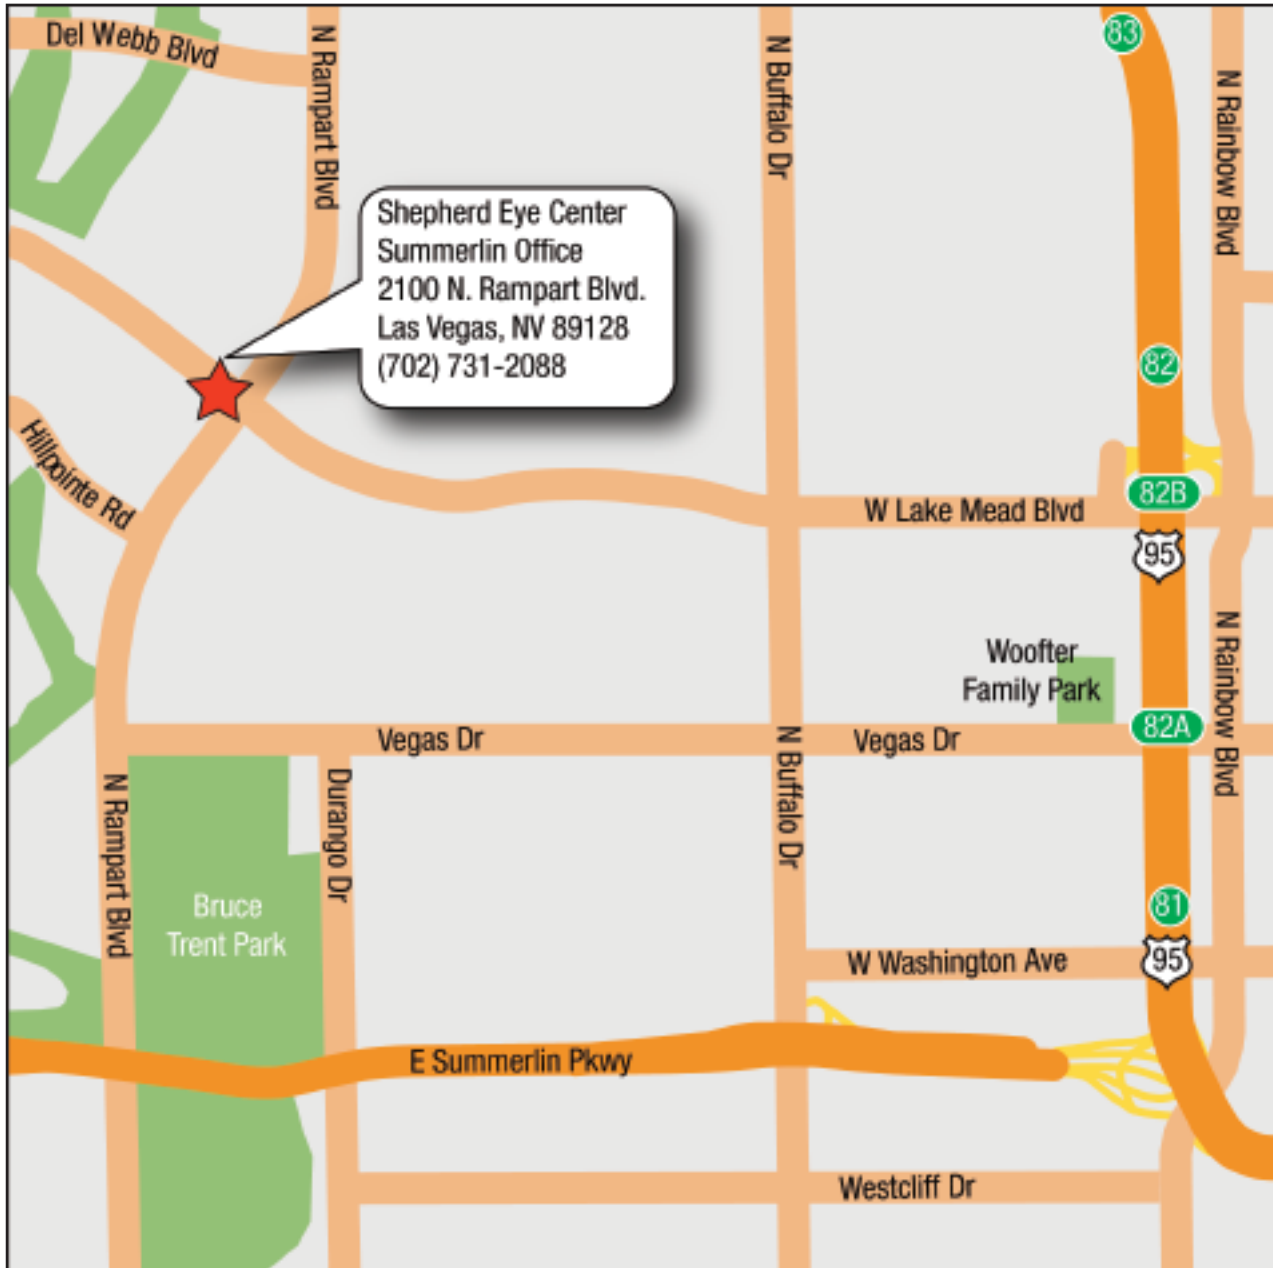 Del Webb Blvd
N Rampart Blvd
N Buffalo Dr
83
N Rainbow Blvd
Shepherd Eye Center
Summerlin Office
2100 N. Rampart Blvd.
Las Vegas, NV 89128
(702) 731-2088
82
Hillpointe Rd
82B
W Lake Mead Blvd
95
Woofter
Family Park
N Rainbow Blvd
82A
Vegas Dr
Vegas Dr
N Buffalo Dr
N Rampart Blvd
Durango Dr
Bruce
Trent Park
81
W Washington Ave
95
E Summerlin Pkwy
Westcliff Dr